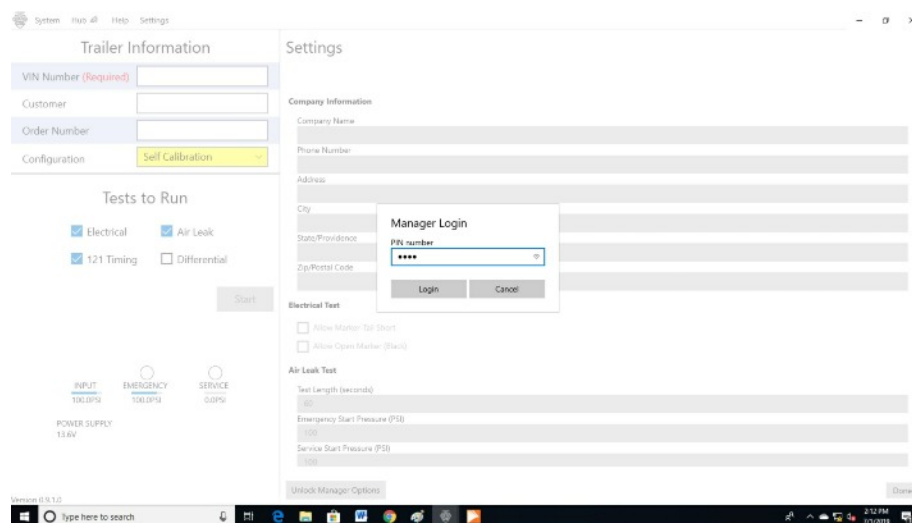 System Hub Help Settings
Trailer Information
VIN Number (Required)
Customer
Order Number
Configuration Self Calibration
Tests to Run
Electrical Air Leak
121 Timing Differential
Start
INPUT EMERGENCY SERVICE
100.0PSI 100.0PSI 0.0PSI
POWER SUPPLY
13.6V
Version 0.9.1.0
Settings
Company Information
Company Name
Phone Number
Address
City
State/Providence
Zip/Postal Code
Electrical Test
Allow Marker-Tail Short
Allow Open Marker (Black)
Air Leak Test
Test Length (seconds)
60
Emergency Start Pressure (PSI)
100
Service Start Pressure (PSI)
100
Unlock Manager Options
Done
Manager Login
PIN number
••••
Login Cancel
Type here to search
2:12 PM
7/5/2018